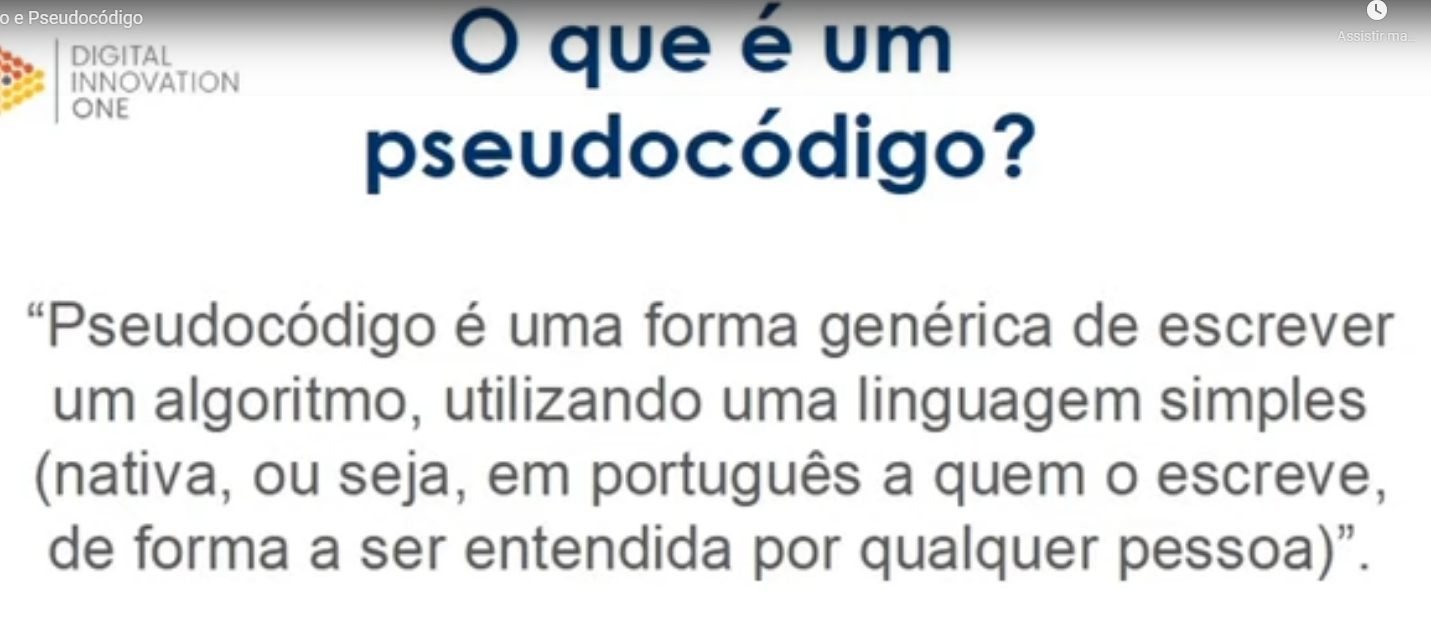 o e Pseudocódigo
Assistir ma...
DIGITAL
INNOVATION
ONE
O que é um
pseudocódigo?
“Pseudocódigo é uma forma genérica de escrever
um algoritmo, utilizando uma linguagem simples
(nativa, ou seja, em português a quem o escreve,
de forma a ser entendida por qualquer pessoa)”.